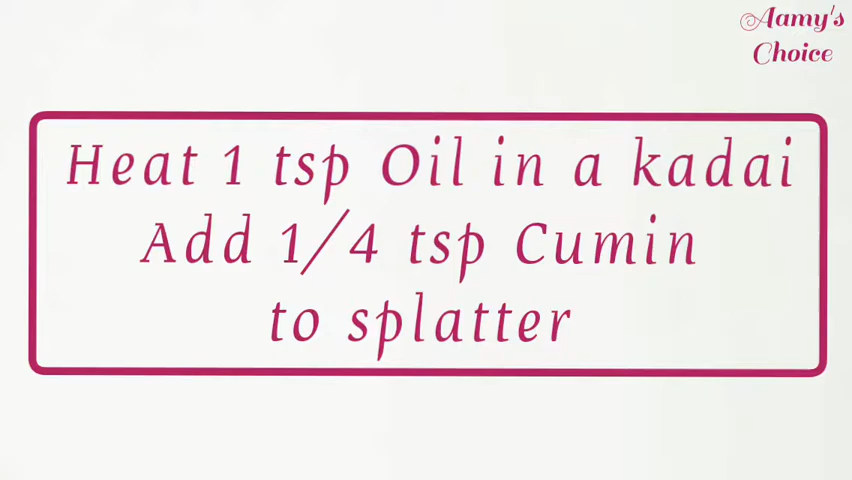 Aamy's
Choice
Heat 1 tsp Oil in a kadai
Add 1/4 tsp Cumin
to splatter